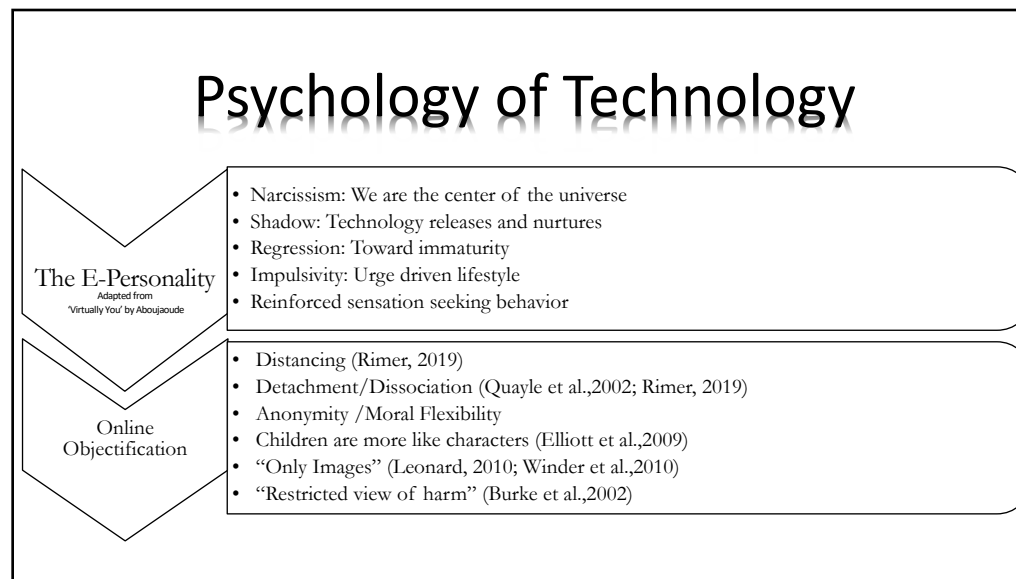 Psychology of Technology
The E-Personality
Adapted from
‘Virtually You’ by Aboujaoude
• Narcissism: We are the center of the universe
• Shadow: Technology releases and nurtures
• Regression: Toward immaturity
• Impulsivity: Urge driven lifestyle
• Reinforced sensation seeking behavior
Online
Objectification
• Distancing (Rimer, 2019)
• Detachment/Dissociation (Quayle et al.,2002; Rimer, 2019)
• Anonymity /Moral Flexibility
• Children are more like characters (Elliott et al.,2009)
• “Only Images” (Leonard, 2010; Winder et al.,2010)
• “Restricted view of harm” (Burke et al.,2002)